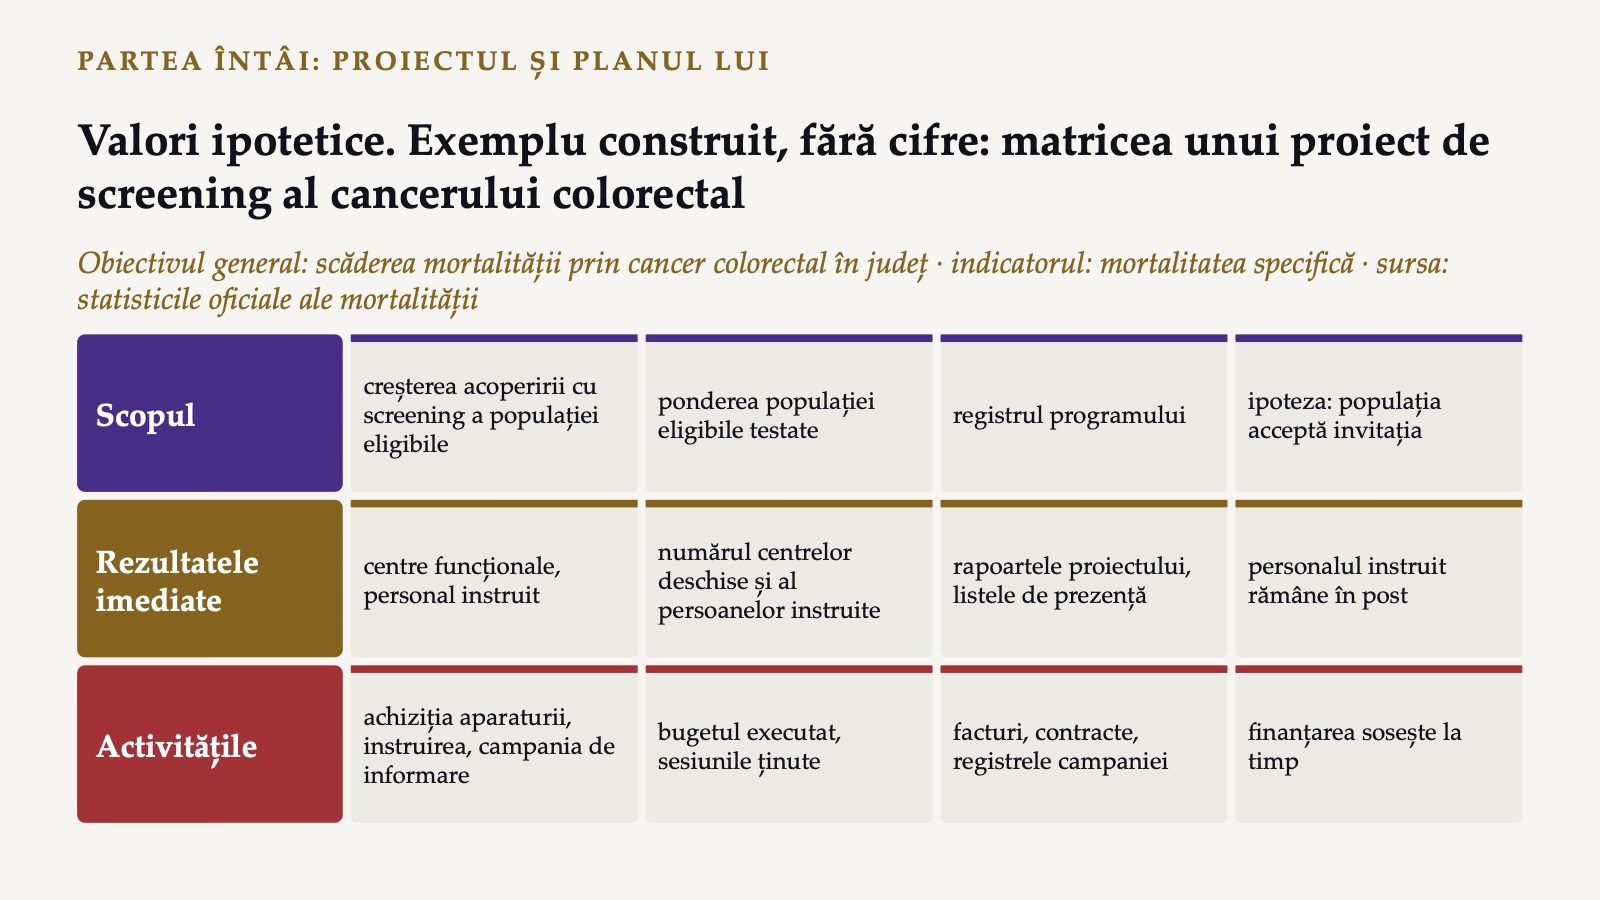 PARTEA ÎNTÂI: PROIECTUL ȘI PLANUL LUI
Valori ipotetice. Exemplu construit, fără cifre: matricea unui proiect de
screening al cancerului colorectal
Obiectivul general: scăderea mortalității prin cancer colorectal în județ · indicatorul: mortalitatea specifică · sursa:
statisticile oficiale ale mortalității
Scopul
creșterea acoperirii cu
screening a populației
eligibile
ponderea populației
eligibile testate
registrul programului
ipoteza: populația
acceptă invitația
Rezultatele
imediate
centre funcționale,
personal instruit
numărul centrelor
deschise și al
persoanelor instruite
rapoartele proiectului,
listele de prezență
personalul instruit
rămâne în post
Activitățile
achiziția aparaturii,
instruirea, campania de
informare
bugetul executat,
sesiunile ținute
facturi, contracte,
registrele campaniei
finanțarea sosește la
timp